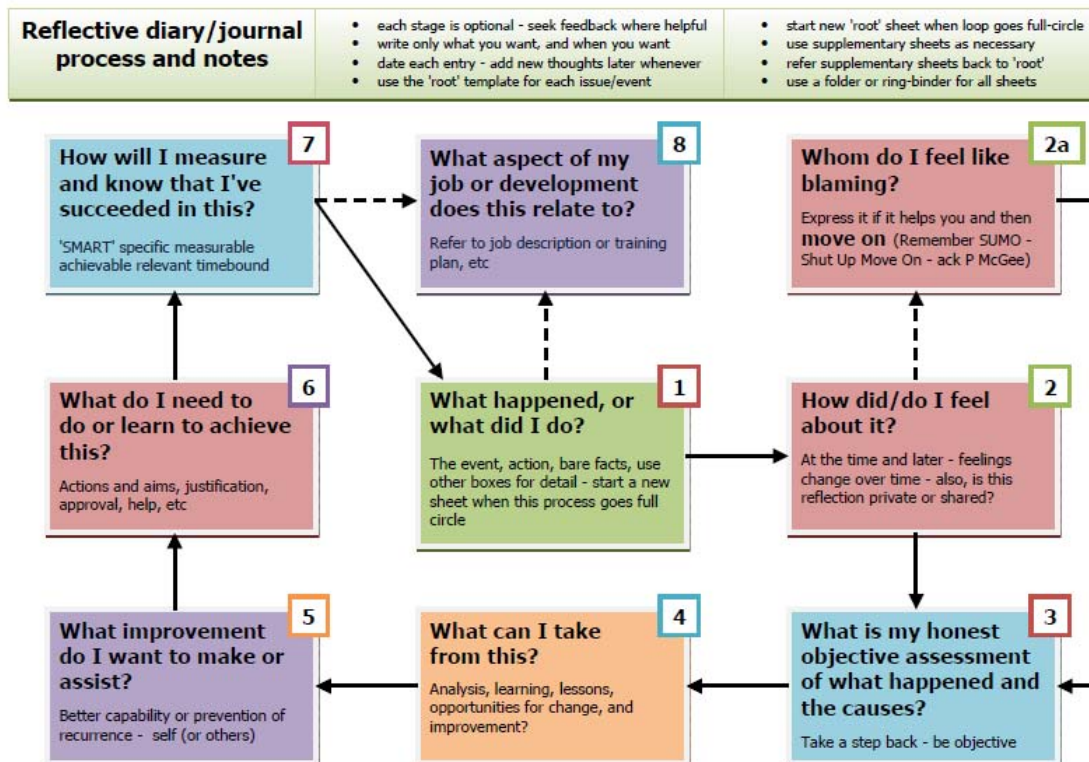 Reflective diary/journal
process and notes
• each stage is optional - seek feedback where helpful
• write only what you want, and when you want
• date each entry - add new thoughts later whenever
• use the 'root' template for each issue/event
• start new 'root' sheet when loop goes full-circle
• use supplementary sheets as necessary
• refer supplementary sheets back to 'root'
• use a folder or ring-binder for all sheets
7
How will I measure
and know that I've
succeeded in this?
'SMART' specific measurable
achievable relevant timebound
8
What aspect of my
job or development
does this relate to?
Refer to job description or training
plan, etc
2a
Whom do I feel like
blaming?
Express it if it helps you and then
move on (Remember SUMO -
Shut Up Move On - ack P McGee)
6
What do I need to
do or learn to achieve
this?
Actions and aims, justification,
approval, help, etc
1
What happened, or
what did I do?
The event, action, bare facts, use
other boxes for detail - start a new
sheet when this process goes full
circle
2
How did/do I feel
about it?
At the time and later - feelings
change over time - also, is this
reflection private or shared?
5
What improvement
do I want to make or
assist?
Better capability or prevention of
recurrence - self (or others)
4
What can I take
from this?
Analysis, learning, lessons,
opportunities for change, and
improvement?
3
What is my honest
objective assessment
of what happened and
the causes?
Take a step back - be objective